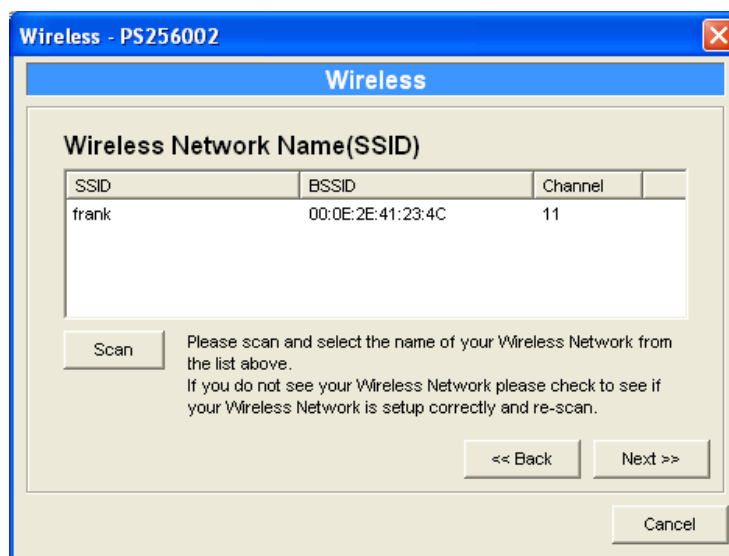 Wireless - PS256002
Wireless
Wireless Network Name(SSID)
SSID BSSID Channel
frank 00:0E:2E:41:23:4C 11
Scan
Please scan and select the name of your Wireless Network from
the list above.
If you do not see your Wireless Network please check to see if
your Wireless Network is setup correctly and re-scan.
<< Back Next >>
Cancel